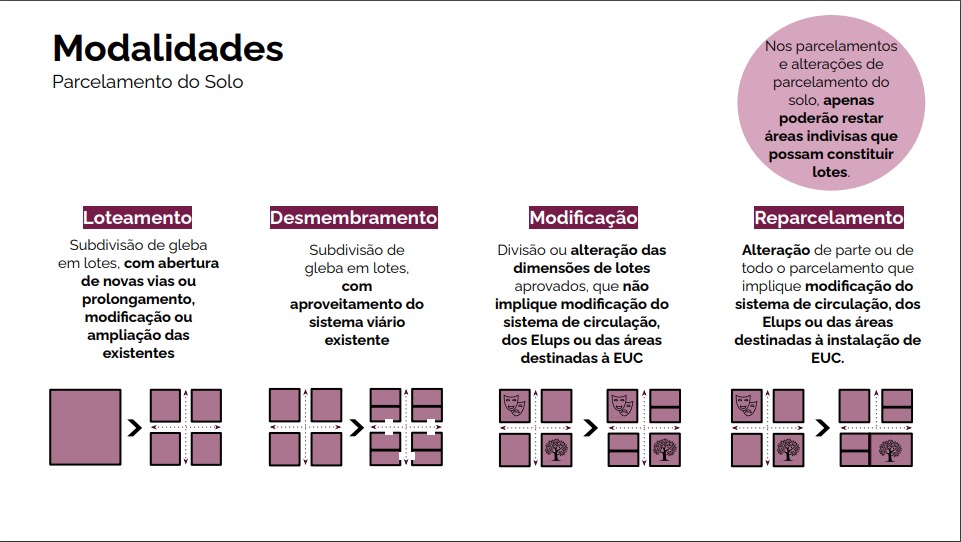 Modalidades
Parcelamento do Solo
Nos parcelamentos
e alterações de
parcelamento do
solo, apenas
poderão restar
áreas indivisas que
possam constituir
lotes.
Loteamento
Subdivisão de gleba
em lotes, com abertura
de novas vias ou
prolongamento,
modificação ou
ampliação das
existentes
Desmembramento
Subdivisão de
gleba em lotes,
com
aproveitamento do
sistema viário
existente
Modificação
Divisão ou alteração das
dimensões de lotes
aprovados, que não
implique modificação do
sistema de circulação,
dos Elups ou das áreas
destinadas à EUC
Reparcelamento
Alteração de parte ou de
todo o parcelamento que
implique modificação do
sistema de circulação, dos
Elups ou das áreas
destinadas à instalação de
EUC.